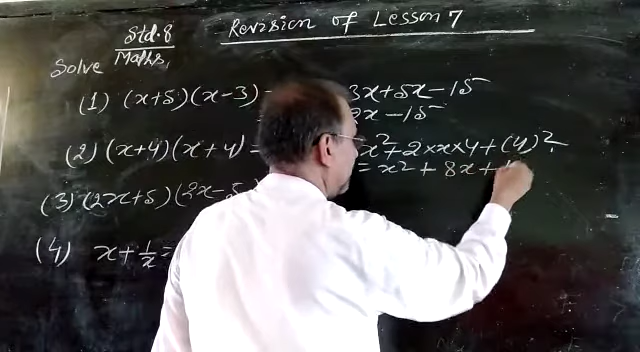 Std.8 Revision of Lesson 7
Maths,
Solve
(1) (x+5)(x-3) 3x+5x-15
2x-15
(2) (x+4)(x+4) = x²+2×x×4+(4)²
= x²+8x+
(3) (2x+5)(2x-5)
(4) x+1/x=